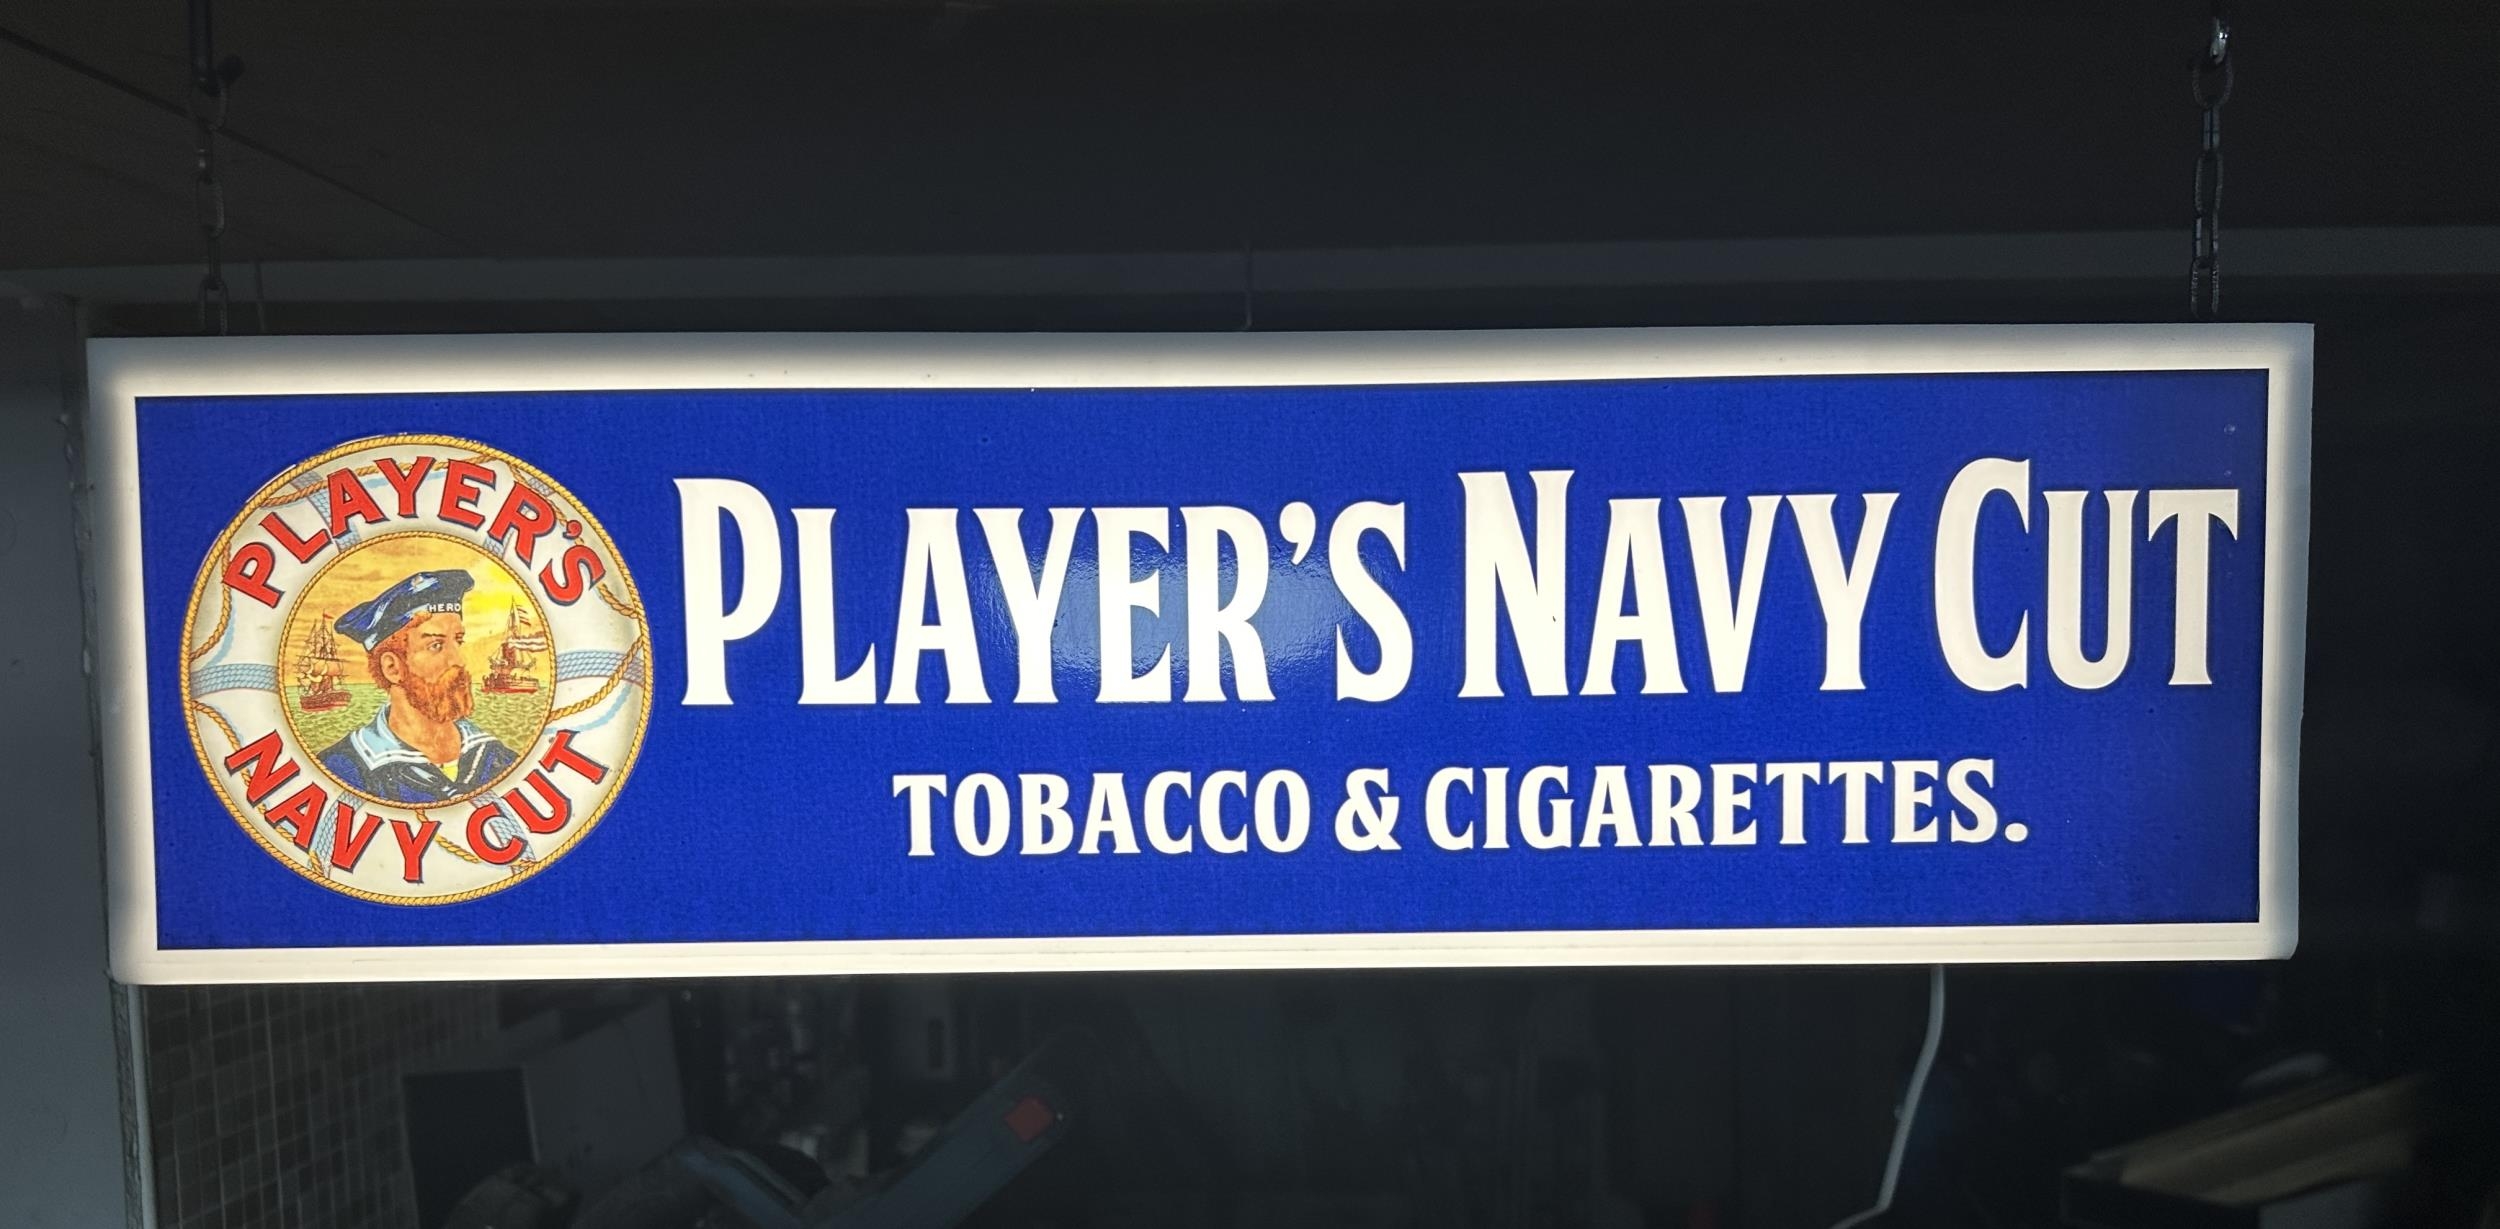 PLAYER'S
HERO
NAVY CUT
PLAYER'S NAVY CUT
TOBACCO & CIGARETTES.